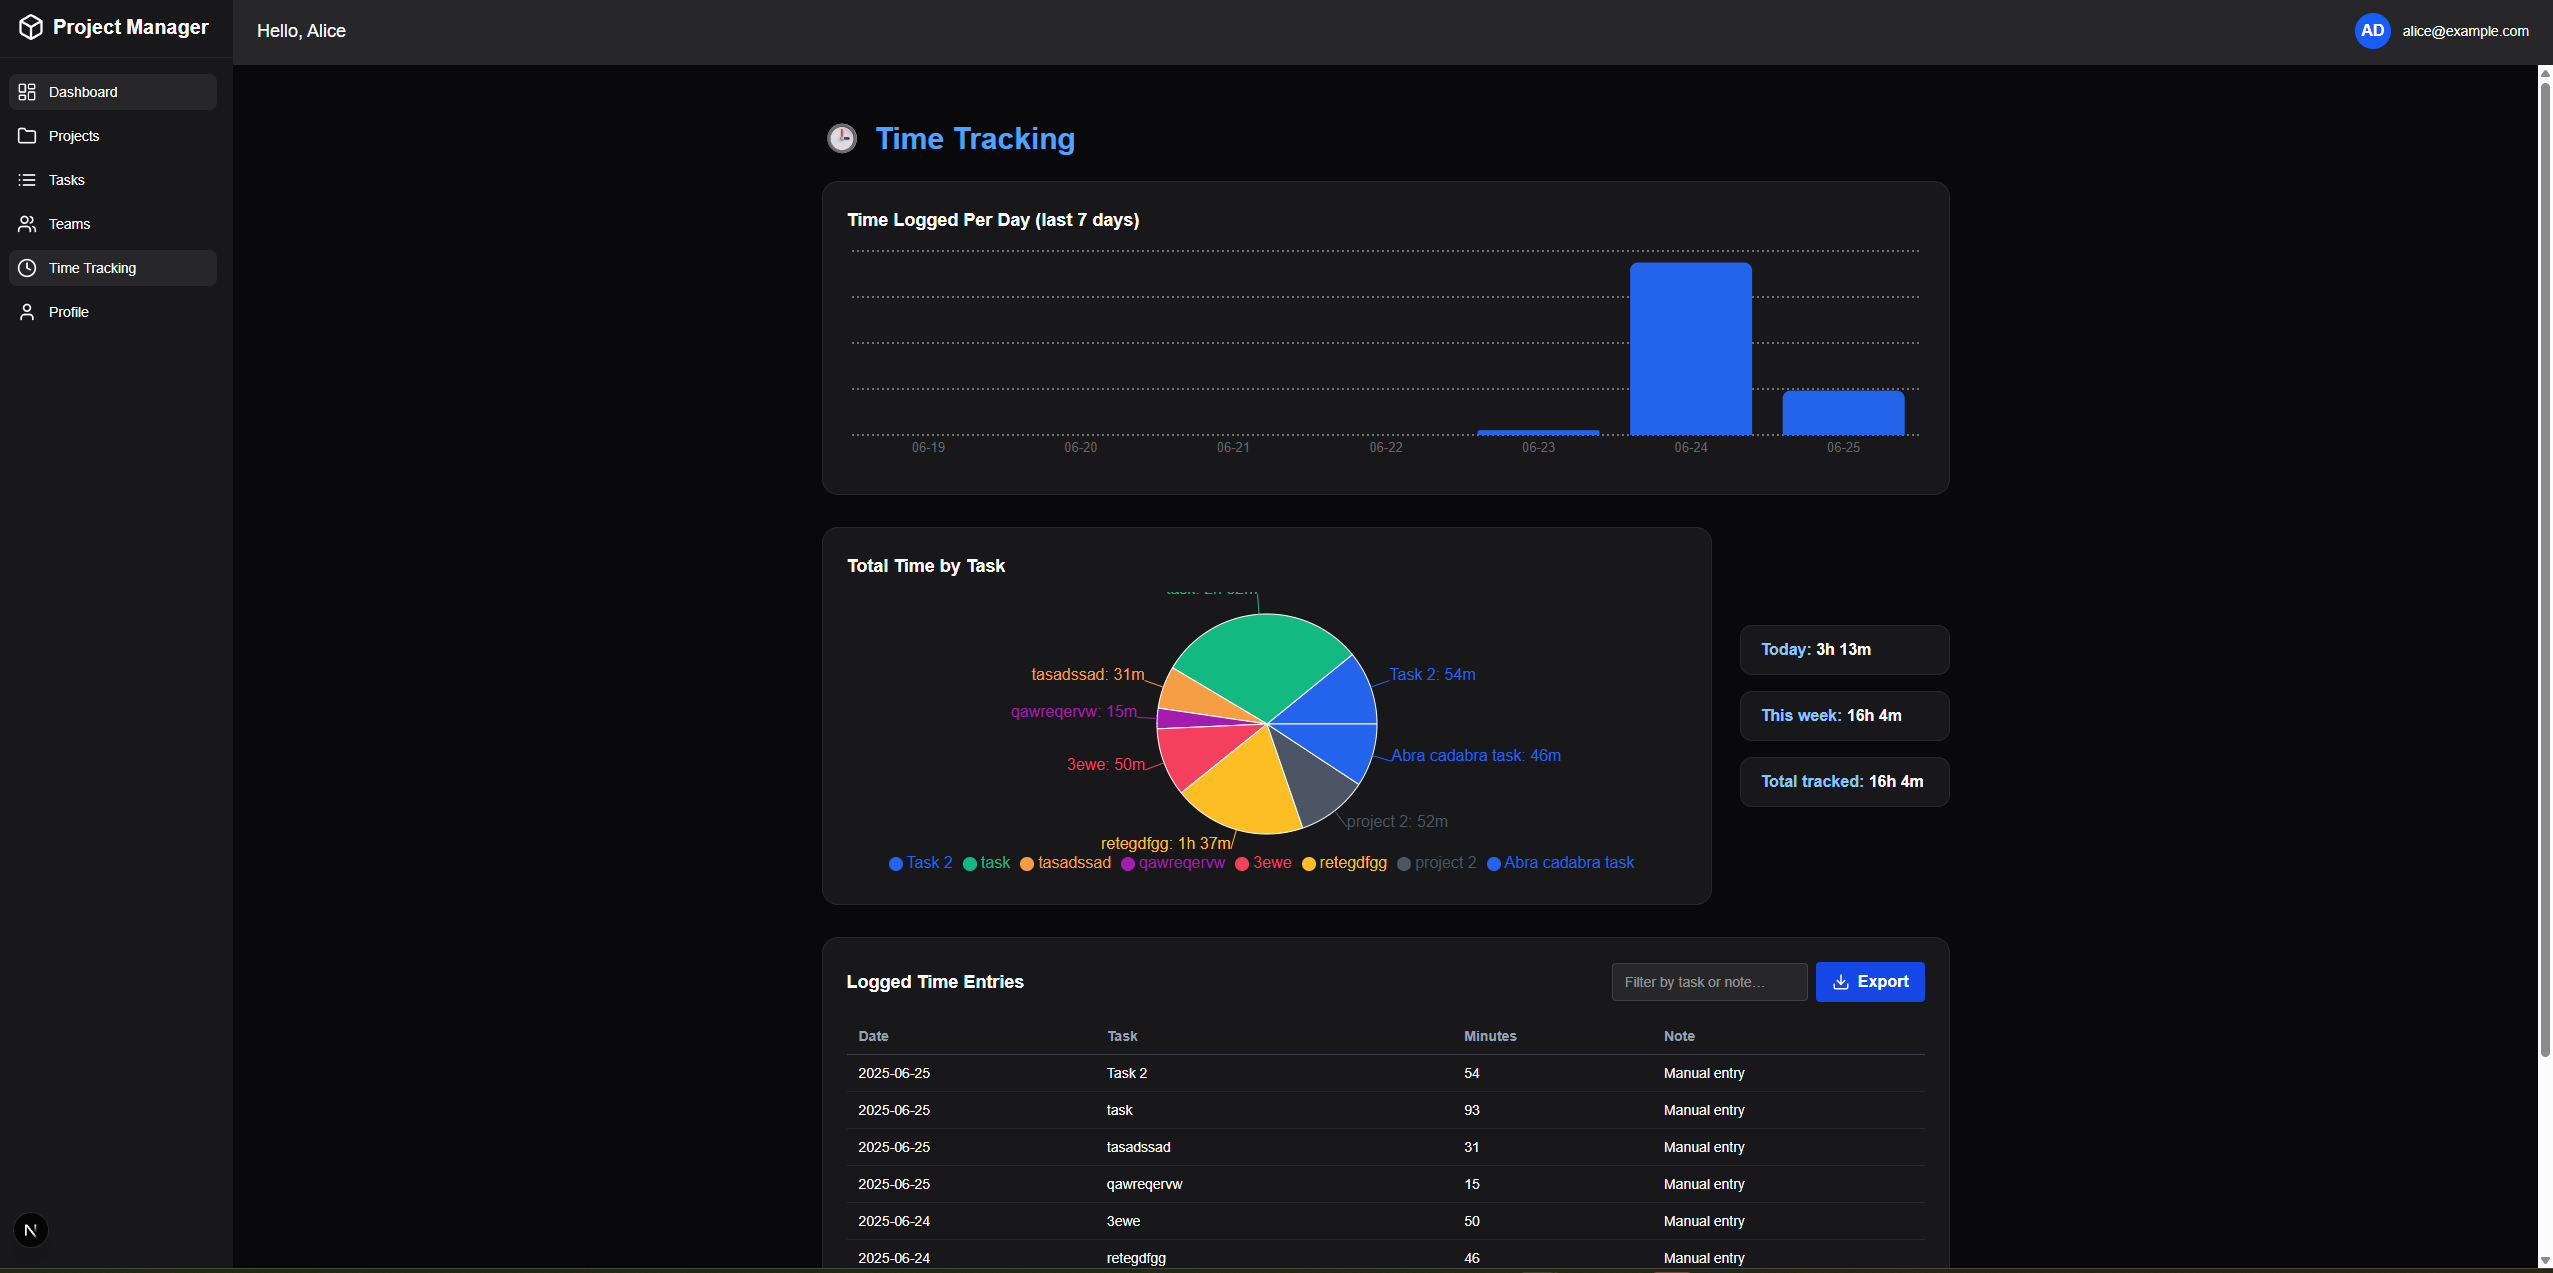 Project Manager
Hello, Alice
AD alice@example.com
Dashboard
Projects
Tasks
Teams
Time Tracking
Profile
N
Time Tracking
Time Logged Per Day (last 7 days)
06-19 06-20 06-21 06-22 06-23 06-24 06-25
Total Time by Task
tasadssad: 31m
Task 2: 54m
qawreqervw: 15m
Abra cadabra task: 46m
3ewe: 50m
project 2: 52m
retegdfgg: 1h 37m
Task 2 task tasadssad qawreqervw 3ewe retegdfgg project 2 Abra cadabra task
Today: 3h 13m
This week: 16h 4m
Total tracked: 16h 4m
Logged Time Entries
Filter by task or note...
Export
Date Task Minutes Note
2025-06-25 Task 2 54 Manual entry
2025-06-25 task 93 Manual entry
2025-06-25 tasadssad 31 Manual entry
2025-06-25 qawreqervw 15 Manual entry
2025-06-24 3ewe 50 Manual entry
2025-06-24 retegdfgg 46 Manual entry